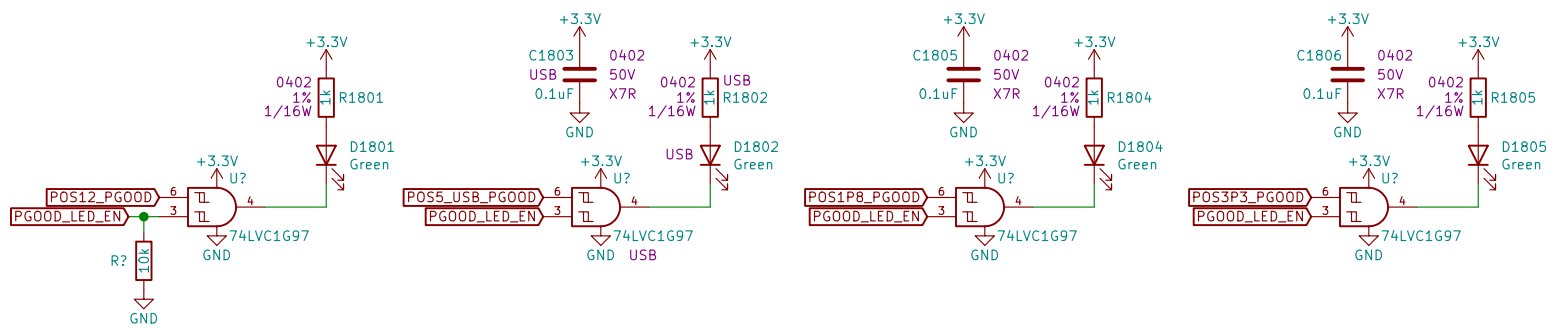 +3.3V
0402
1%
1/16W
1k
R1801
D1801
Green
+3.3V
U?
POS12_PGOOD
6
PGOOD_LED_EN
3
4
74LVC1G97
GND
R?
10k
GND
+3.3V
C1803
USB
0.1uF
0402
50V
X7R
GND
+3.3V
0402
1%
1/16W
1k
USB
R1802
USB
D1802
Green
+3.3V
U?
POS5_USB_PGOOD
6
PGOOD_LED_EN
3
4
74LVC1G97
GND
USB
+3.3V
C1805
0.1uF
0402
50V
X7R
GND
+3.3V
0402
1%
1/16W
1k
R1804
D1804
Green
+3.3V
U?
POS1P8_PGOOD
6
PGOOD_LED_EN
3
4
74LVC1G97
GND
+3.3V
C1806
0.1uF
0402
50V
X7R
GND
+3.3V
0402
1%
1/16W
1k
R1805
D1805
Green
+3.3V
U?
POS3P3_PGOOD
6
PGOOD_LED_EN
3
4
74LVC1G97
GND